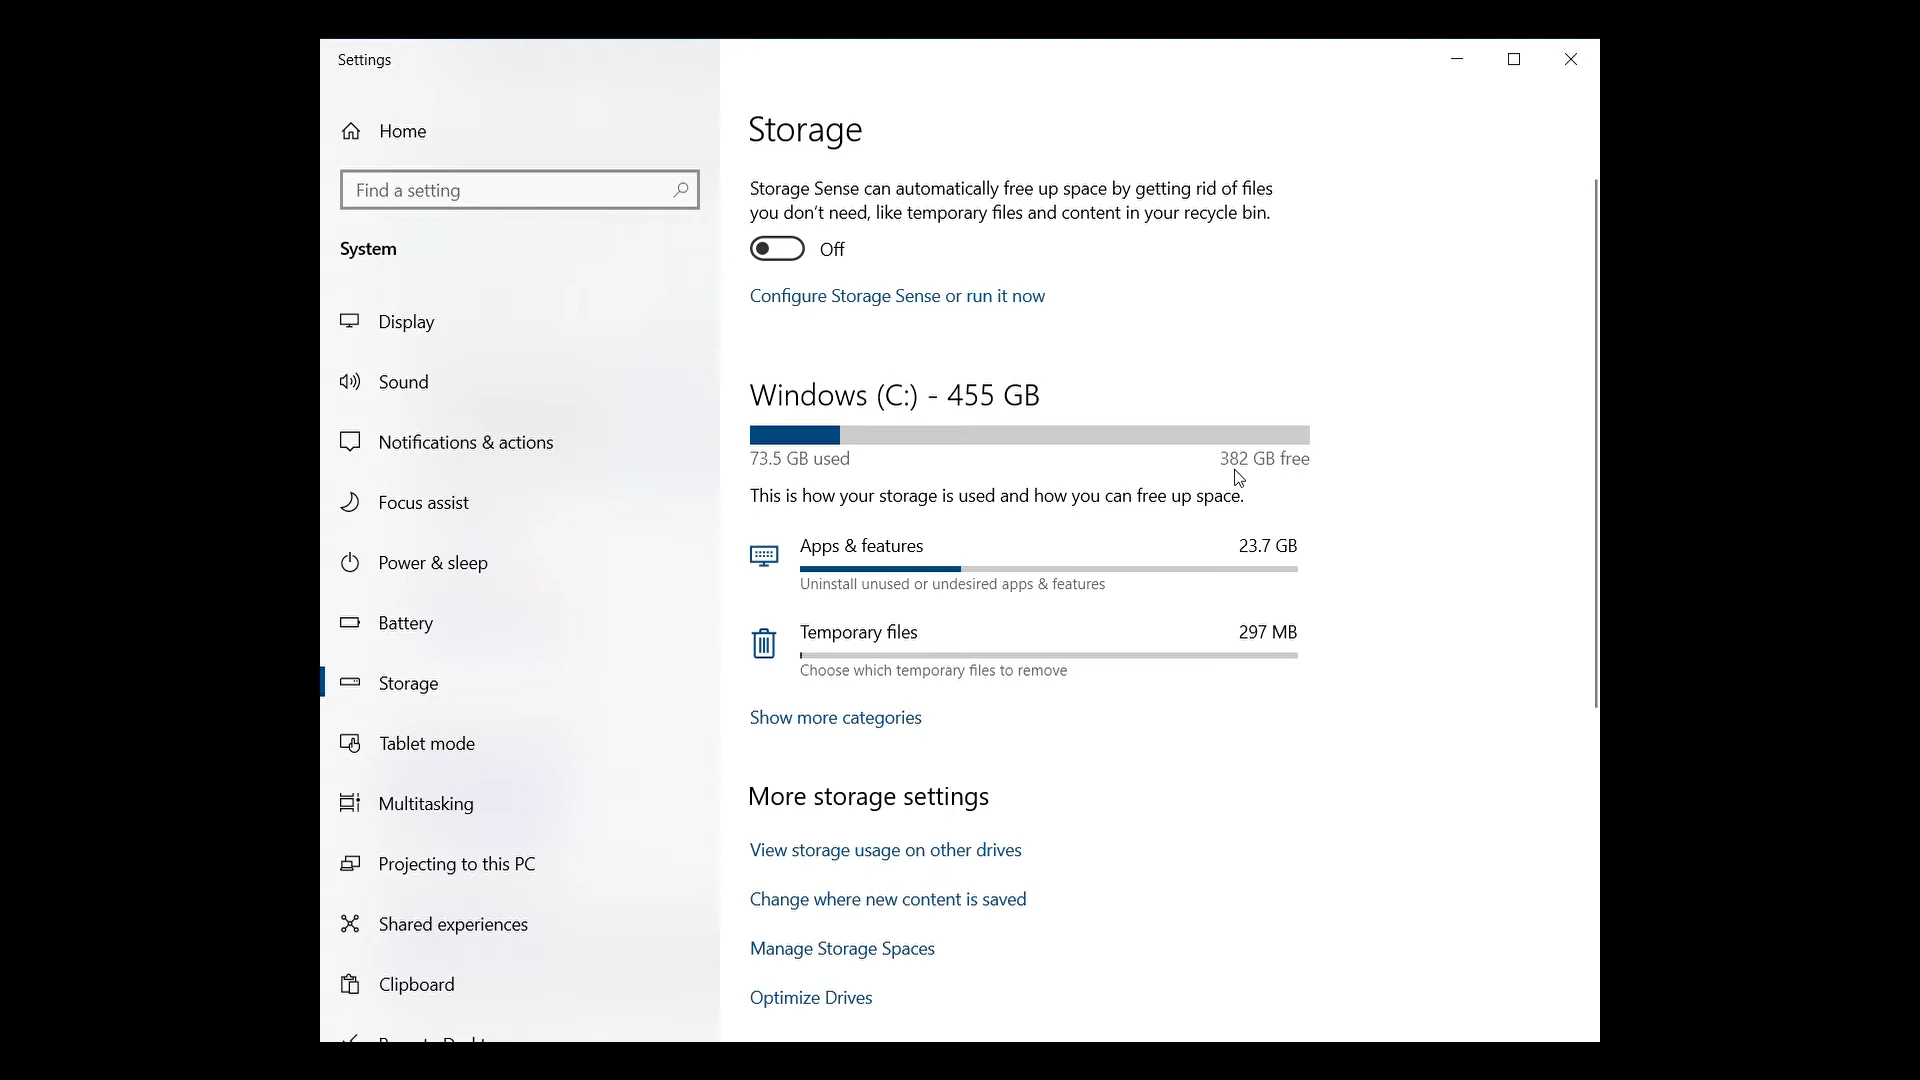 Settings
Home
Find a setting
System
Display
Sound
Notifications & actions
Focus assist
Power & sleep
Battery
Storage
Tablet mode
Multitasking
Projecting to this PC
Shared experiences
Clipboard
Storage
Storage Sense can automatically free up space by getting rid of files
you don't need, like temporary files and content in your recycle bin.
Off
Configure Storage Sense or run it now
Windows (C:) - 455 GB
73.5 GB used 382 GB free
This is how your storage is used and how you can free up space.
Apps & features 23.7 GB
Uninstall unused or undesired apps & features
Temporary files 297 MB
Choose which temporary files to remove
Show more categories
More storage settings
View storage usage on other drives
Change where new content is saved
Manage Storage Spaces
Optimize Drives